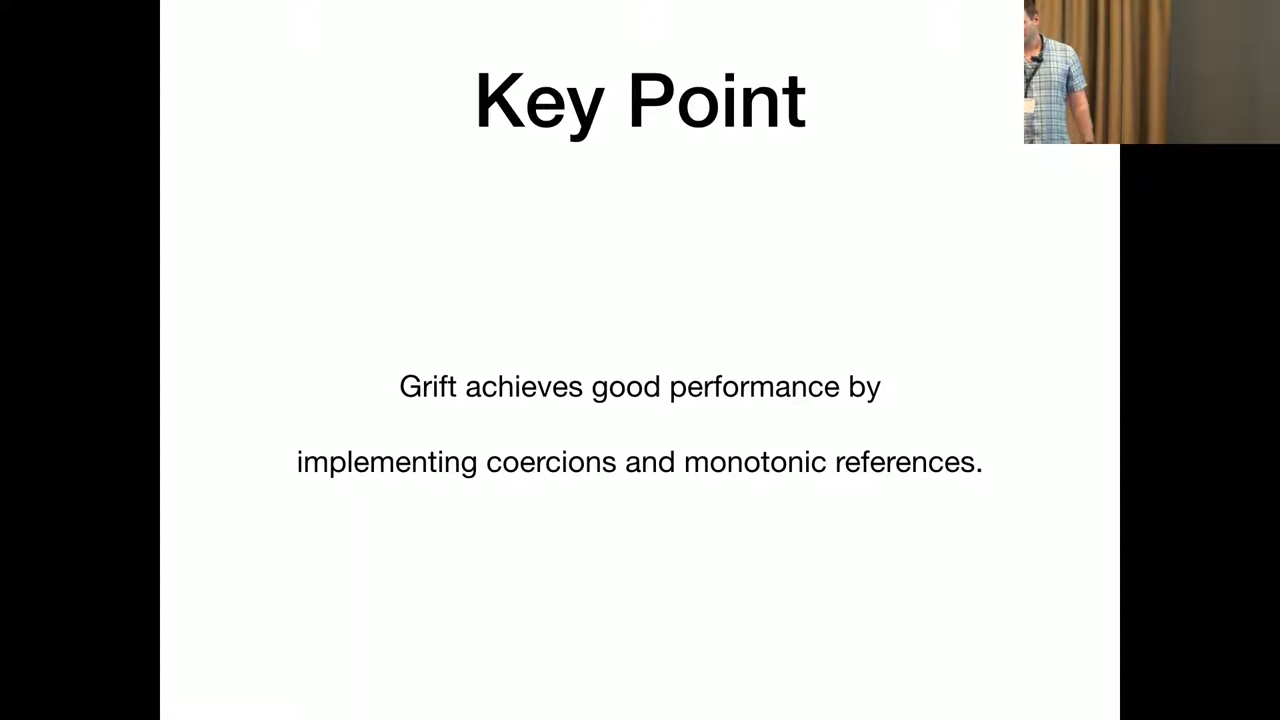 Key Point
Grift achieves good performance by
implementing coercions and monotonic references.